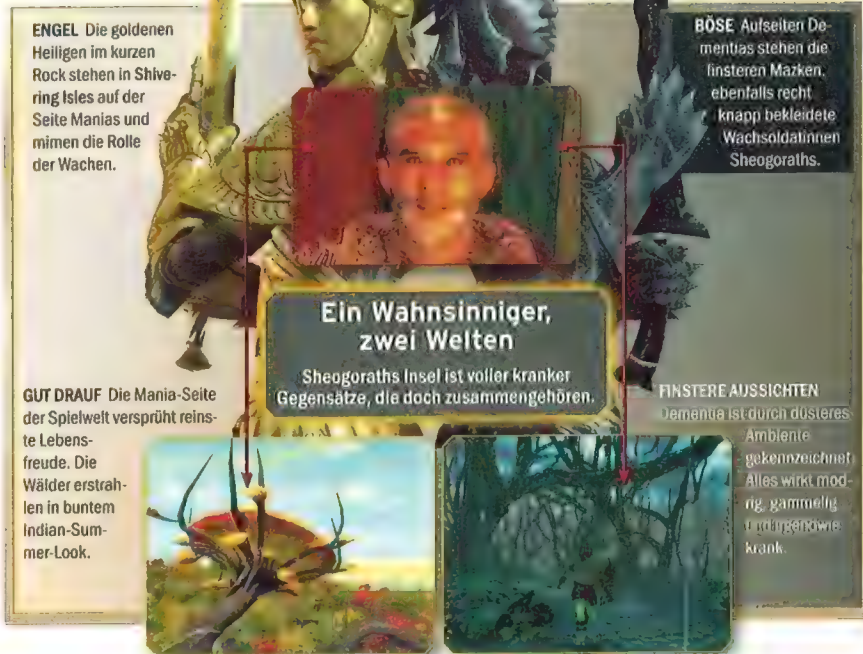 ENGEL Die goldenen
Heiligen im kurzen
Rock stehen in Shive-
ring Isles auf der
Seite Manias und
mimen die Rolle
der Wachen.
BÖSE Aufseiten De-
mentias stehen die
finsteren Mazken,
ebenfalls recht
knapp bekleidete
Wachsoldatinnen
Sheogoraths.
Ein Wahnsinniger,
zwei Welten
Sheogoraths Insel ist voller kranker
Gegensätze, die doch zusammengehören.
GUT DRAUF Die Mania-Seite
der Spielwelt versprüht reins-
te Lebens-
freude. Die
Wälder erstrah-
len in buntem
Indian-Sum-
mer-Look.
FINSTERE AUSSICHTEN
Dementia ist durch düsteres
Ambiente
gekennzeichnet.
Alles wirkt mod-
rig, gammelig
und irgendwie
krank.